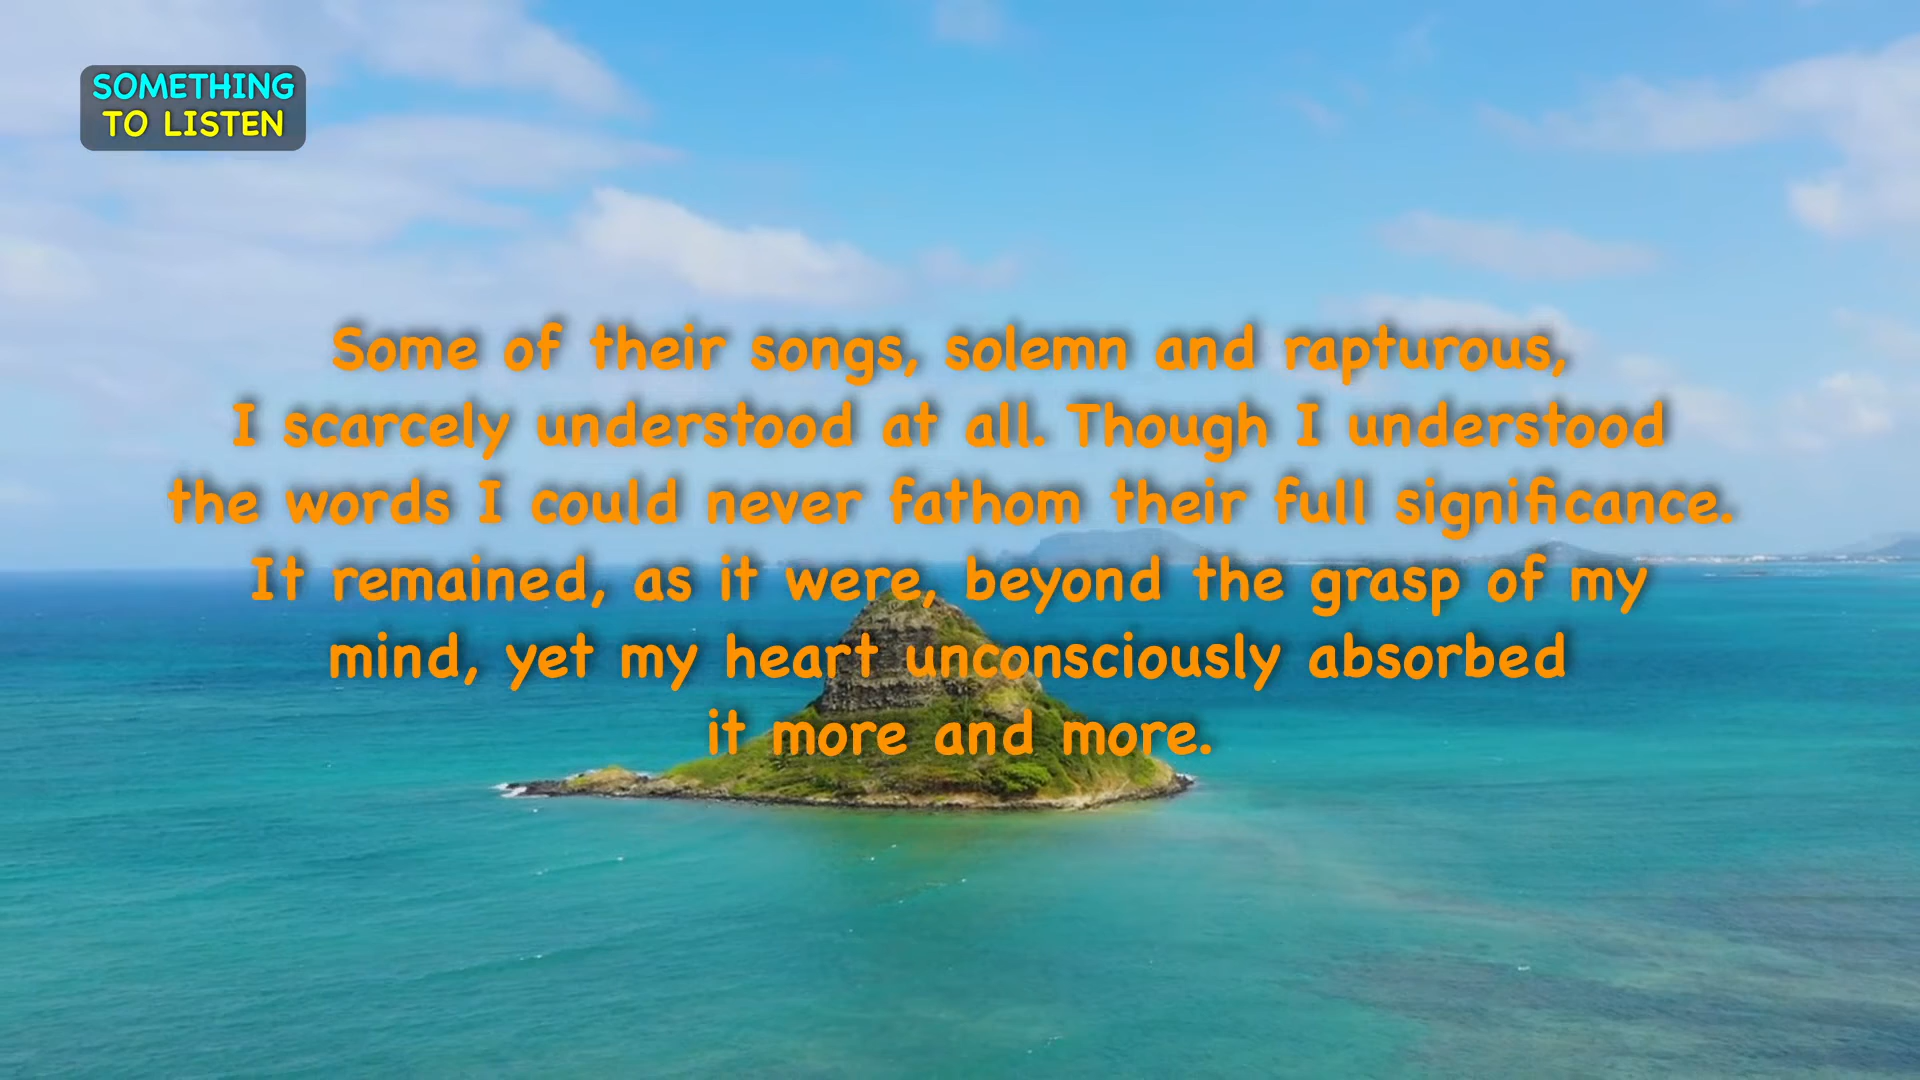 SOMETHING
TO LISTEN
Some of their songs, solemn and rapturous,
I scarcely understood at all. Though I understood
the words I could never fathom their full significance.
It remained, as it were, beyond the grasp of my
mind, yet my heart unconsciously absorbed
it more and more.